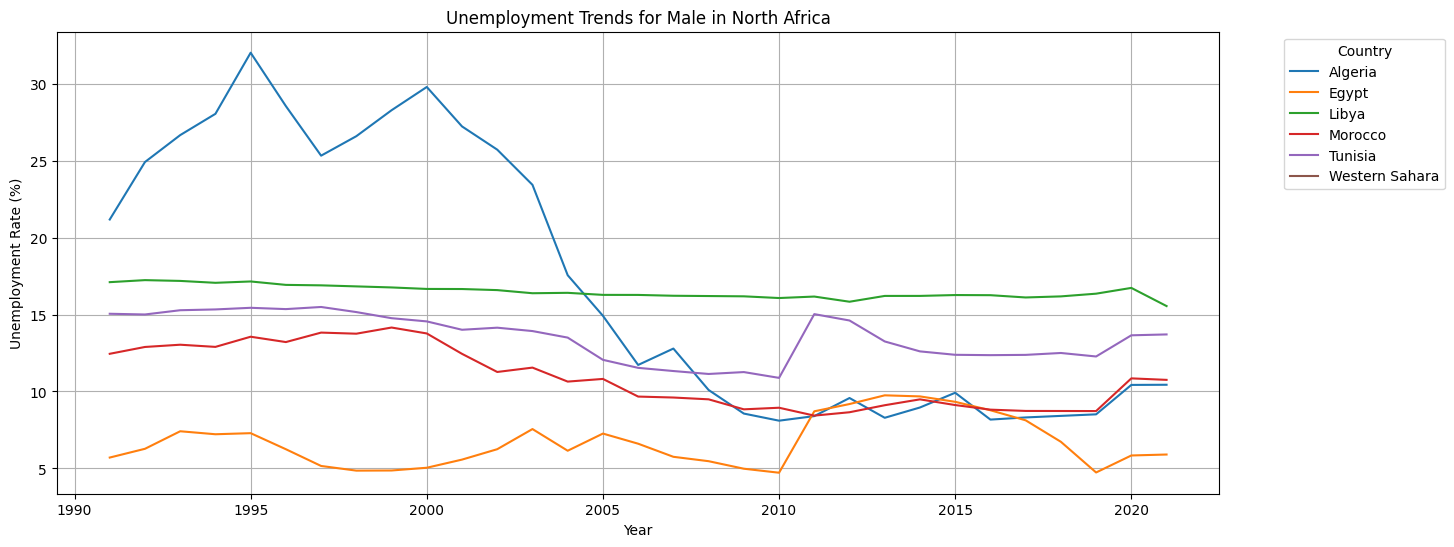 Unemployment Trends for Male in North Africa
Unemployment Rate (%)
30
25
20
15
10
5
1990 1995 2000 2005 2010 2015 2020
Year
Country
Algeria
Egypt
Libya
Morocco
Tunisia
Western Sahara